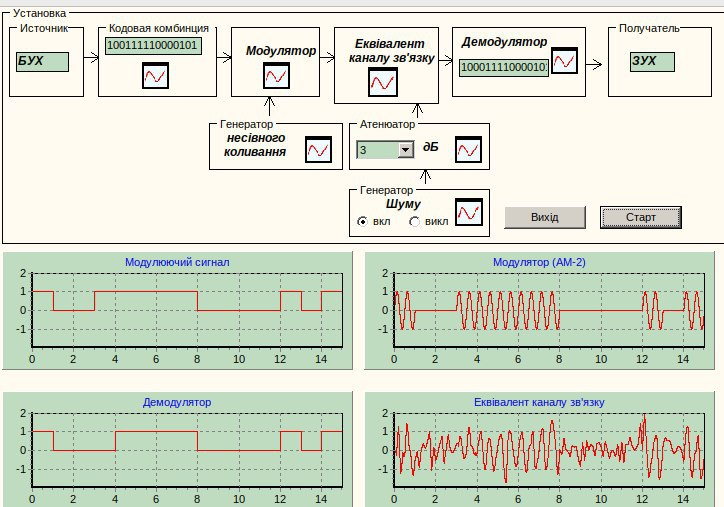 Установка
Источник
Кодовая комбинция
Получатель
БУХ
100111110000101
Модулятор
Еквівалент
каналу зв'язку
Демодулятор
10001111000010
ЗУХ
Генератор
несівного
коливання
Атенюатор
3
дБ
Генератор
Шуму
вкл
викл
Вихід
Старт
Модулюючий сигнал
2
1
0
-1
0 2 4 6 8 10 12 14
Модулятор (АМ-2)
2
1
0
-1
0 2 4 6 8 10 12 14
Демодулятор
2
1
0
-1
0 2 4 6 8 10 12 14
Еквівалент каналу зв'язку
2
1
0
-1
0 2 4 6 8 10 12 14